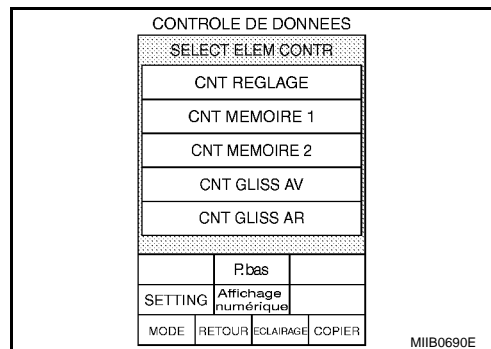 CONTROLE DE DONNEES
SELECT ELEM CONTR
CNT REGLAGE
CNT MEMOIRE 1
CNT MEMOIRE 2
CNT GLISS AV
CNT GLISS AR
P.bas
SETTING Affichage
numérique
MODE RETOUR ECLAIRAGE COPIER
MIIB0690E